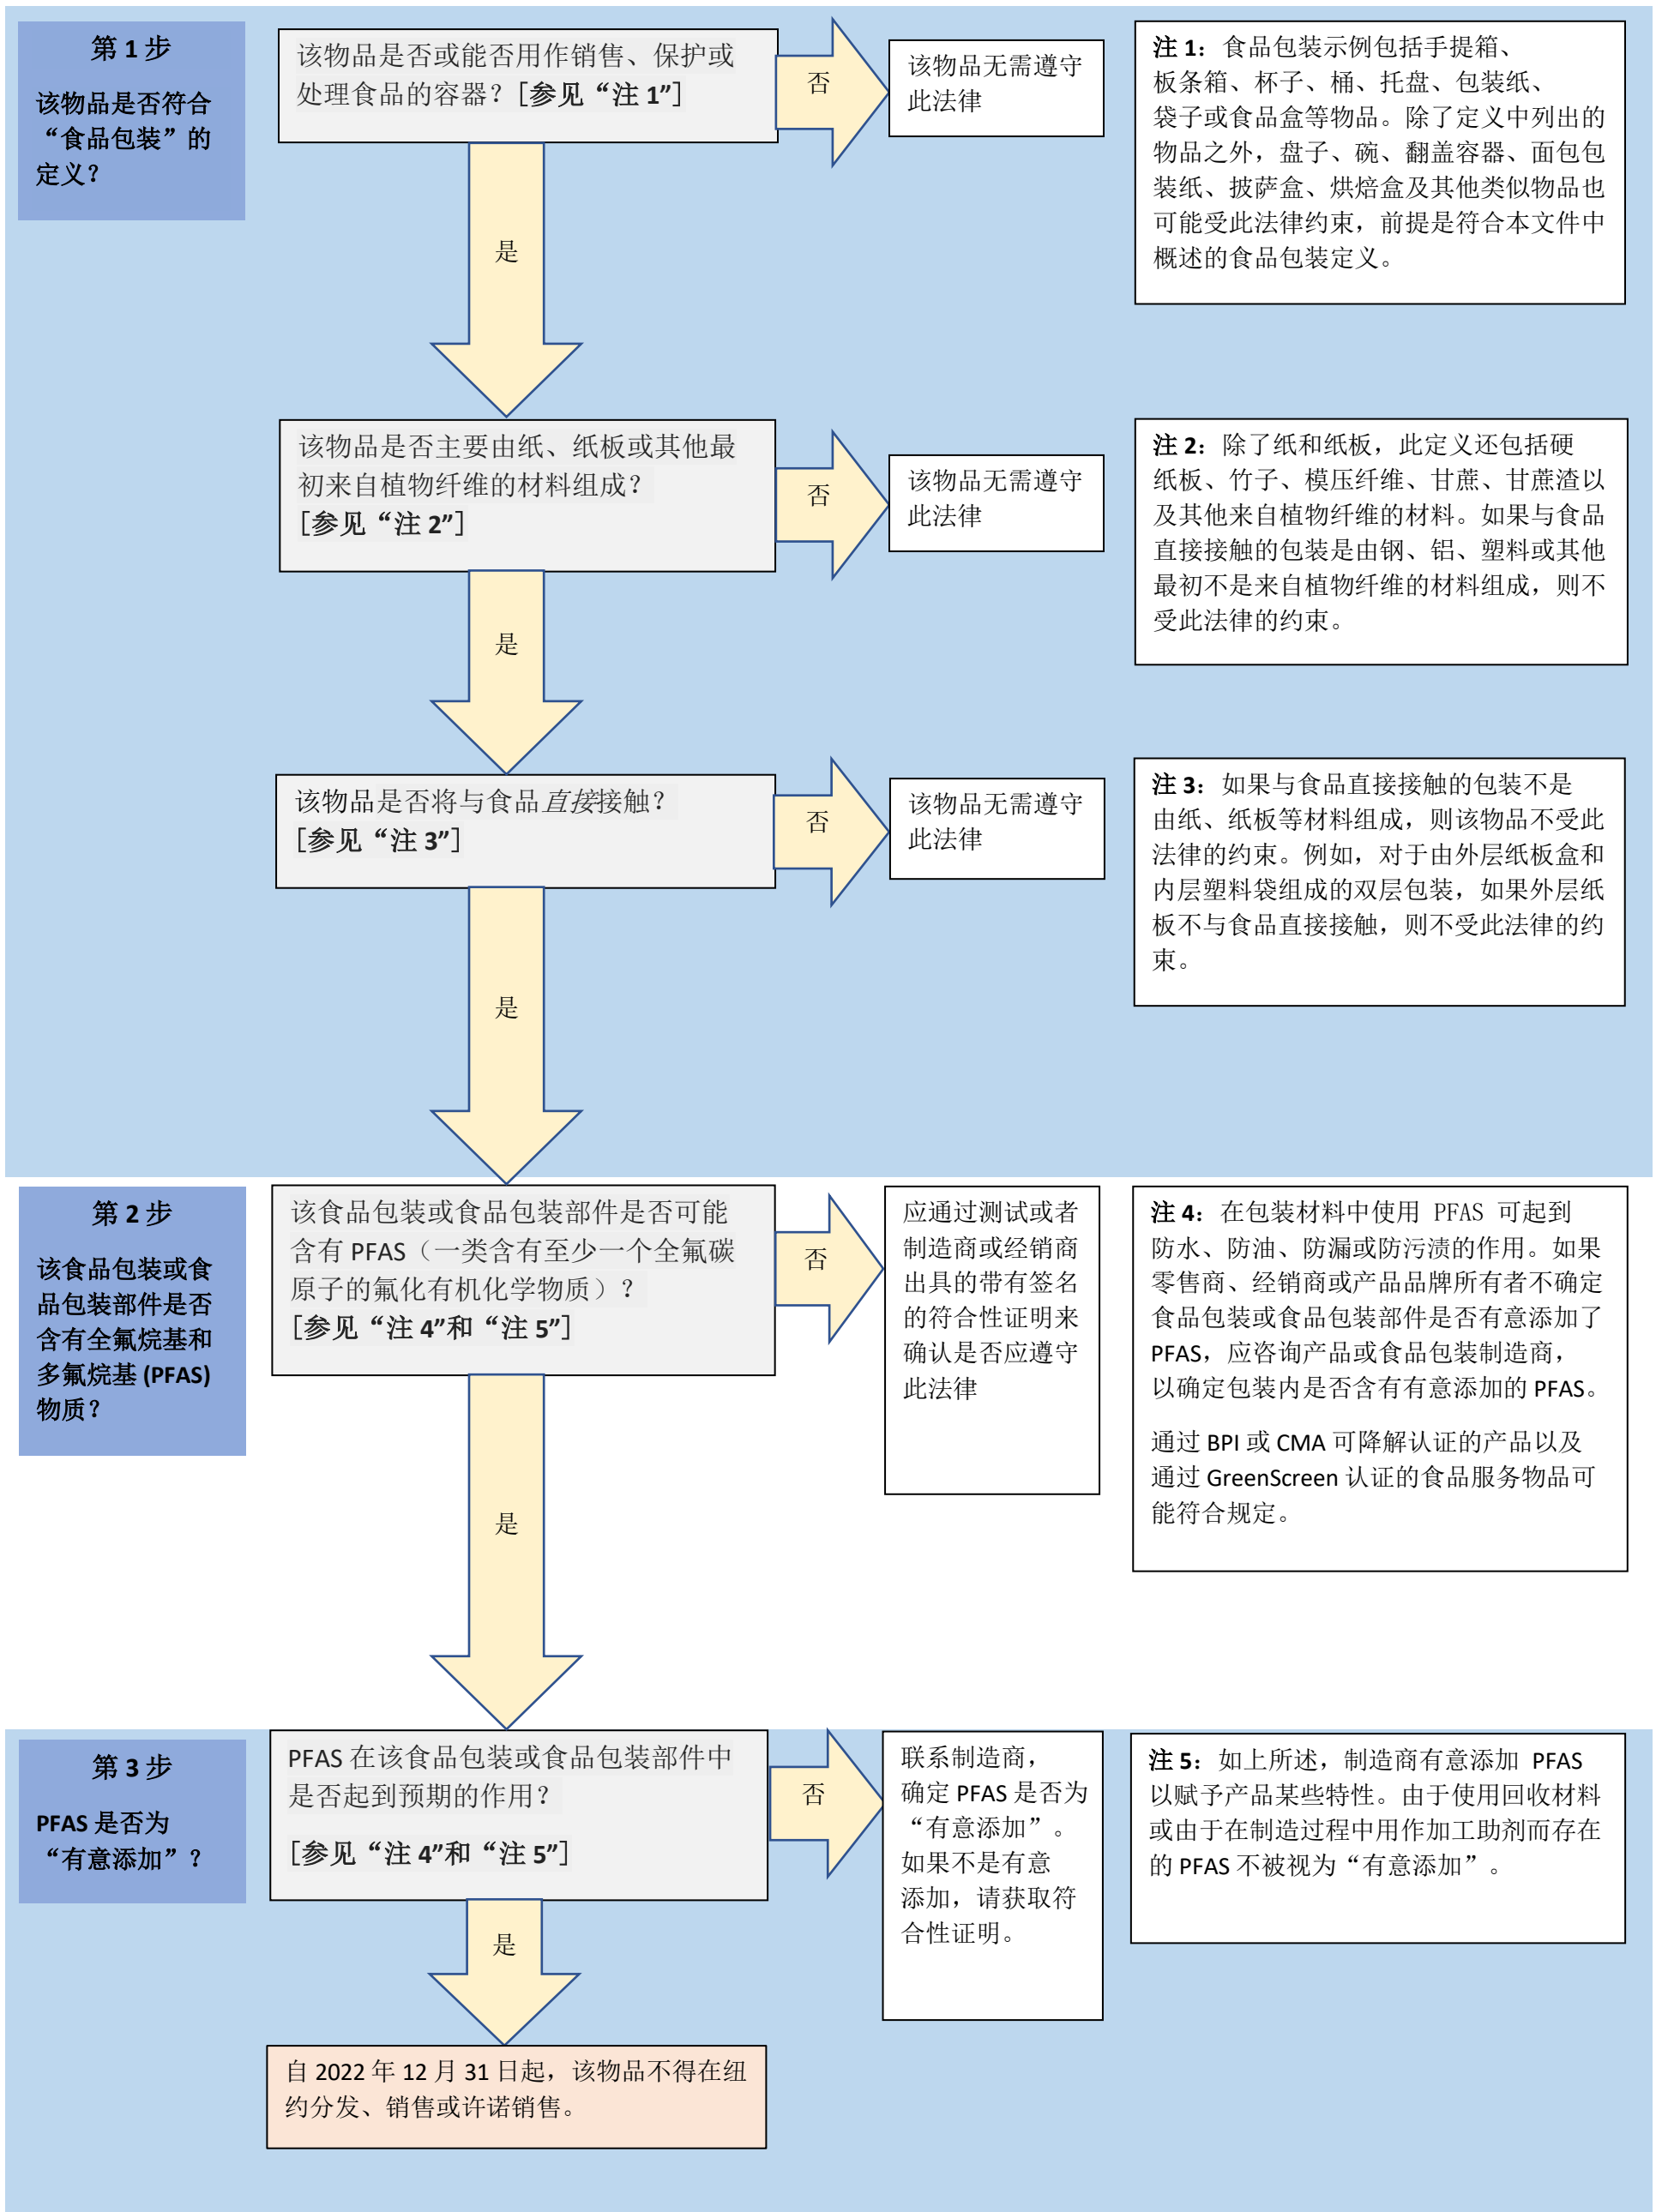 第 1 步
该物品是否符合
“食品包装”的
定义？
该物品是否或能否用作销售、保护或
处理食品的容器？[参见“注 1”]
否
该物品无需遵守
此法律
注 1：食品包装示例包括手提箱、
板条箱、杯子、桶、托盘、包装纸、
袋子或食品盒等物品。除了定义中列出的
物品之外，盘子、碗、翻盖容器、面包包
装纸、披萨盒、烘焙盒及其他类似物品也
可能受此法律约束，前提是符合本文件中
概述的食品包装定义。
是
该物品是否主要由纸、纸板或其他最
初来自植物纤维的材料组成？
[参见“注 2”]
否
该物品无需遵守
此法律
注 2：除了纸和纸板，此定义还包括硬
纸板、竹子、模压纤维、甘蔗、甘蔗渣以
及其他来自植物纤维的材料。如果与食品
直接接触的包装是由钢、铝、塑料或其他
最初不是来自植物纤维的材料组成，则不
受此法律的约束。
是
该物品是否将与食品直接接触？
[参见“注 3”]
否
该物品无需遵守
此法律
注 3：如果与食品直接接触的包装不是
由纸、纸板等材料组成，则该物品不受此
法律的约束。例如，对于由外层纸板盒和
内层塑料袋组成的双层包装，如果外层纸
板不与食品直接接触，则不受此法律的约
束。
是
第 2 步
该食品包装或食
品包装部件是否
含有全氟烷基和
多氟烷基 (PFAS)
物质？
该食品包装或食品包装部件是否可能
含有 PFAS（一类含有至少一个全氟碳
原子的氟化有机化学物质）？
[参见“注 4”和“注 5”]
否
应通过测试或者
制造商或经销商
出具的带有签名
的符合性证明来
确认是否应遵守
此法律
注 4：在包装材料中使用 PFAS 可起到
防水、防油、防漏或防污渍的作用。如果
零售商、经销商或产品品牌所有者不确定
食品包装或食品包装部件是否有意添加了
PFAS，应咨询产品或食品包装制造商，
以确定包装内是否含有有意添加的 PFAS。
通过 BPI 或 CMA 可降解认证的产品以及
通过 GreenScreen 认证的食品服务物品可
能符合规定。
是
第 3 步
PFAS 是否为
“有意添加”？
PFAS 在该食品包装或食品包装部件中
是否起到预期的作用？
[参见“注 4”和“注 5”]
否
联系制造商，
确定 PFAS 是否为
“有意添加”。
如果不是有意
添加，请获取符
合性证明。
注 5：如上所述，制造商有意添加 PFAS
以赋予产品某些特性。由于使用回收材料
或由于在制造过程中用作加工助剂而存在
的 PFAS 不被视为“有意添加”。
是
自 2022 年 12 月 31 日起，该物品不得在纽
约分发、销售或许诺销售。